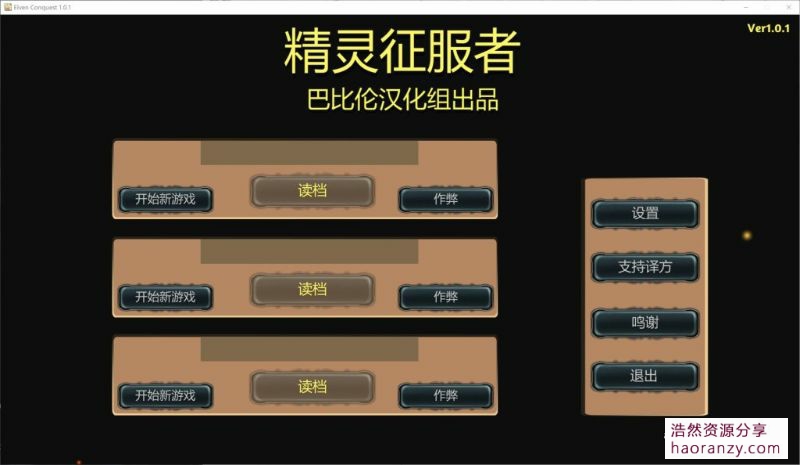 Elven Conquest 1.0.1
Ver1.0.1
精灵征服者
巴比伦汉化组出品
开始新游戏
读档
作弊
开始新游戏
读档
作弊
开始新游戏
读档
作弊
设置
支持译方
鸣谢
退出
浩然资源分享
haoranzy.com